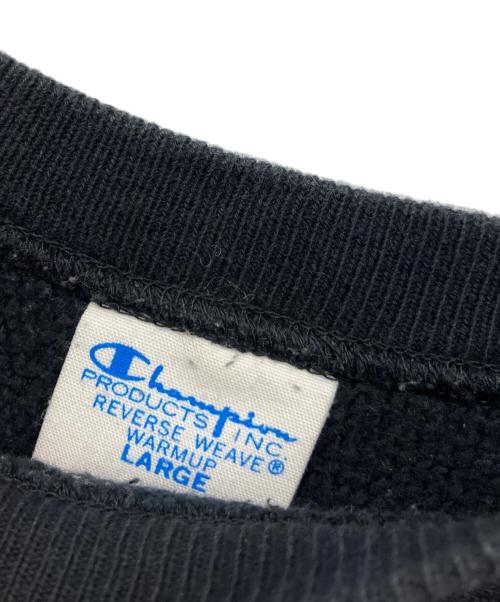 Champion
PRODUCTS INC.
REVERSE WEAVE®
WARMUP
LARGE